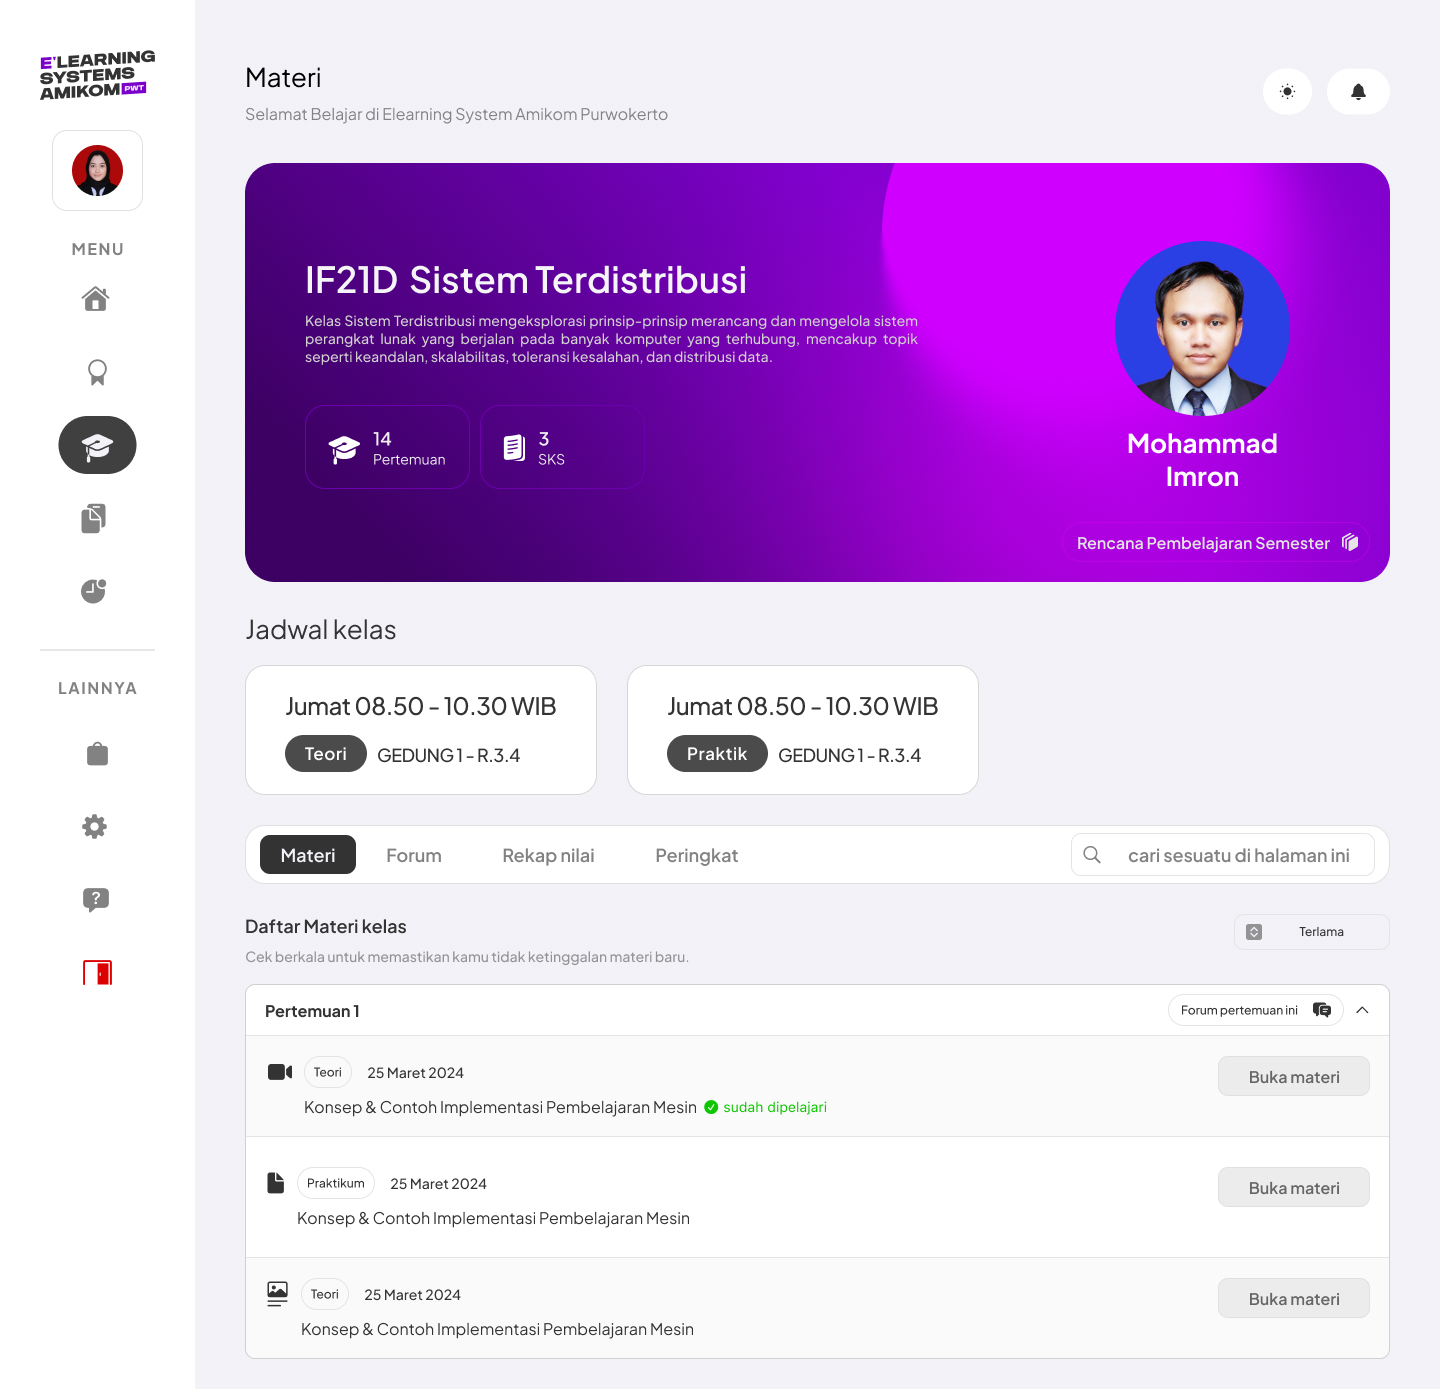 E'LEARNING
SYSTEMS
AMIKOM PWT
MENU
LAINNYA
Materi
Selamat Belajar di Elearning System Amikom Purwokerto
IF21D Sistem Terdistribusi
Kelas Sistem Terdistribusi mengeksplorasi prinsip-prinsip merancang dan mengelola sistem
perangkat lunak yang berjalan pada banyak komputer yang terhubung, mencakup topik
seperti keandalan, skalabilitas, toleransi kesalahan, dan distribusi data.
14
Pertemuan
3
SKS
Mohammad
Imron
Rencana Pembelajaran Semester
Jadwal kelas
Jumat 08.50 - 10.30 WIB
Teori GEDUNG 1 - R.3.4
Jumat 08.50 - 10.30 WIB
Praktik GEDUNG 1 - R.3.4
Materi Forum Rekap nilai Peringkat cari sesuatu di halaman ini
Daftar Materi kelas
Cek berkala untuk memastikan kamu tidak ketinggalan materi baru.
Terlama
Pertemuan 1 Forum pertemuan ini
Teori 25 Maret 2024 Buka materi
Konsep & Contoh Implementasi Pembelajaran Mesin sudah dipelajari
Praktikum 25 Maret 2024 Buka materi
Konsep & Contoh Implementasi Pembelajaran Mesin
Teori 25 Maret 2024 Buka materi
Konsep & Contoh Implementasi Pembelajaran Mesin